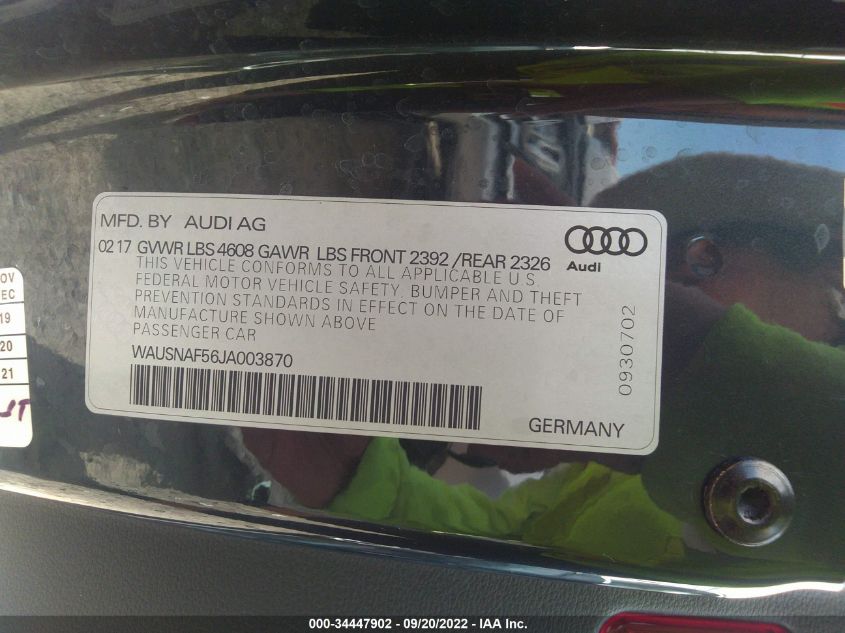 MFD. BY AUDI AG
02 17 GVWR LBS 4608 GAWR LBS FRONT 2392 /REAR 2326
THIS VEHICLE CONFORMS TO ALL APPLICABLE U.S.
FEDERAL MOTOR VEHICLE SAFETY, BUMPER AND THEFT
PREVENTION STANDARDS IN EFFECT ON THE DATE OF
MANUFACTURE SHOWN ABOVE
PASSENGER CAR
WAUSNAF56JA003870
Audi
0930702
GERMANY
OV
EC
19
20
21
000-34447902 - 09/20/2022 - IAA Inc.